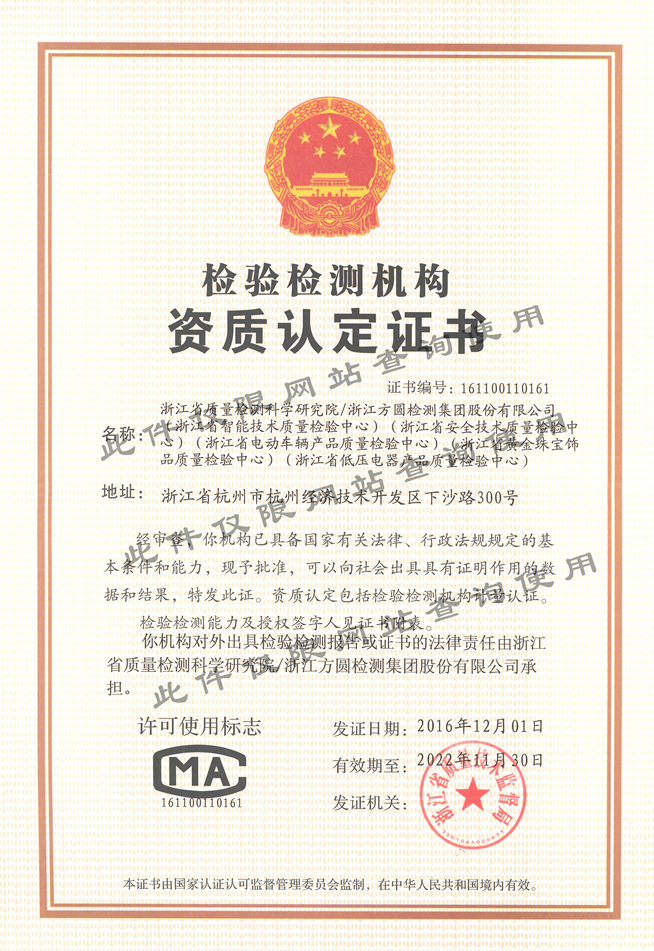 检验检测机构
资质认定证书
证书编号：161100110161
名称：
浙江省质量检测科学研究院/浙江方圆检测集团股份有限公司
（浙江省智能技术质量检验中心）（浙江省安全技术质量检验中
心）（浙江省电动车辆产品质量检验中心）（浙江省黄金珠宝饰
品质量检验中心）（浙江省低压电器产品质量检验中心）
地址：浙江省杭州市杭州经济技术开发区下沙路300号
经审查，你机构已具备国家有关法律、行政法规规定的基
本条件和能力，现予批准，可以向社会出具具有证明作用的数
据和结果，特发此证。资质认定包括检验检测机构计量认证。
检验检测能力及授权签字人见证书附表。
你机构对外出具检验检测报告或证书的法律责任由浙江
省质量检测科学研究院/浙江方圆检测集团股份有限公司承
担。
许可使用标志
MA
161100110161
发证日期：2016年12月01日
有效期至：2022年11月30日
发证机关：
浙江省质量技术监督局
本证书由国家认证认可监督管理委员会监制，在中华人民共和国境内有效。
此件仅限网站查询使用
此件仅限网站查询使用
此件仅限网站查询使用